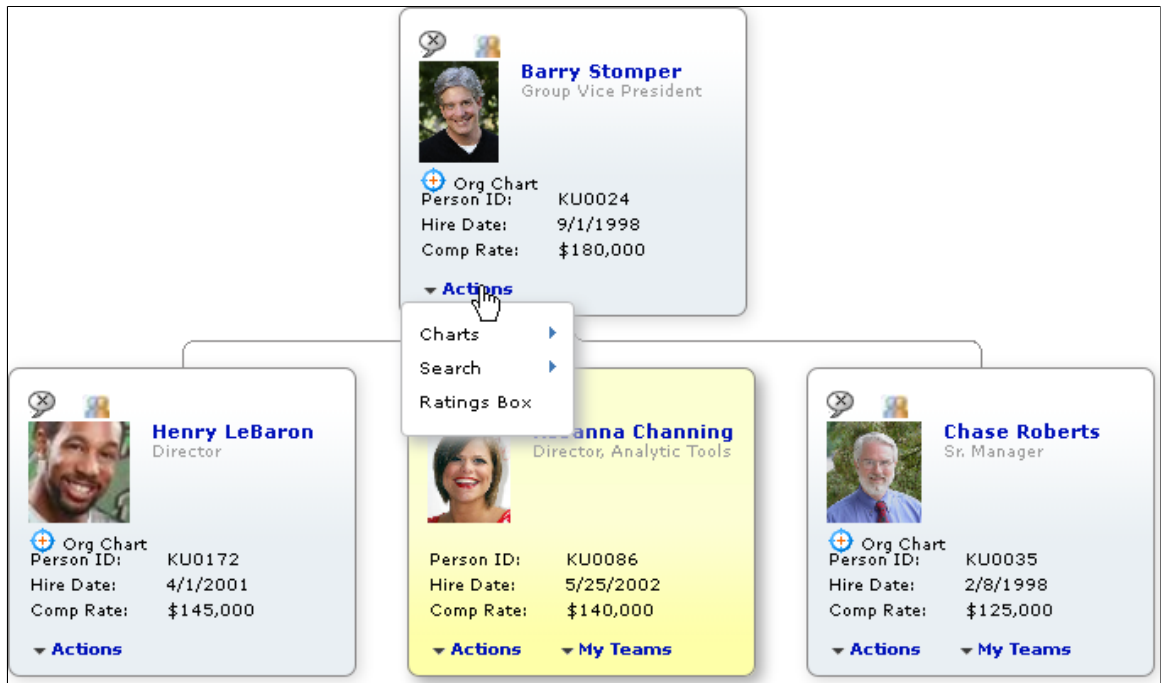 Barry Stomper
Group Vice President
Org Chart
Person ID: KU0024
Hire Date: 9/1/1998
Comp Rate: $180,000
Actions
Charts
Search
Ratings Box
Henry LeBaron
Director
Org Chart
Person ID: KU0172
Hire Date: 4/1/2001
Comp Rate: $145,000
Actions
Channing
Director, Analytic Tools
Person ID: KU0086
Hire Date: 5/25/2002
Comp Rate: $140,000
Actions My Teams
Chase Roberts
Sr. Manager
Org Chart
Person ID: KU0035
Hire Date: 2/8/1998
Comp Rate: $125,000
Actions My Teams